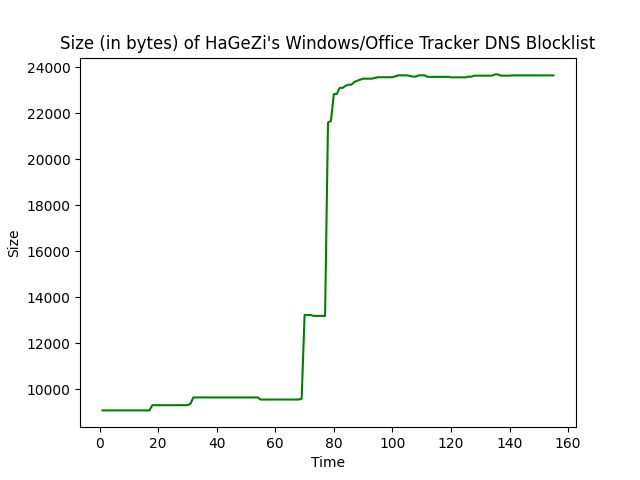 Size (in bytes) of HaGeZi's Windows/Office Tracker DNS Blocklist
24000
22000
20000
18000
16000
14000
12000
10000
Size
0 20 40 60 80 100 120 140 160
Time